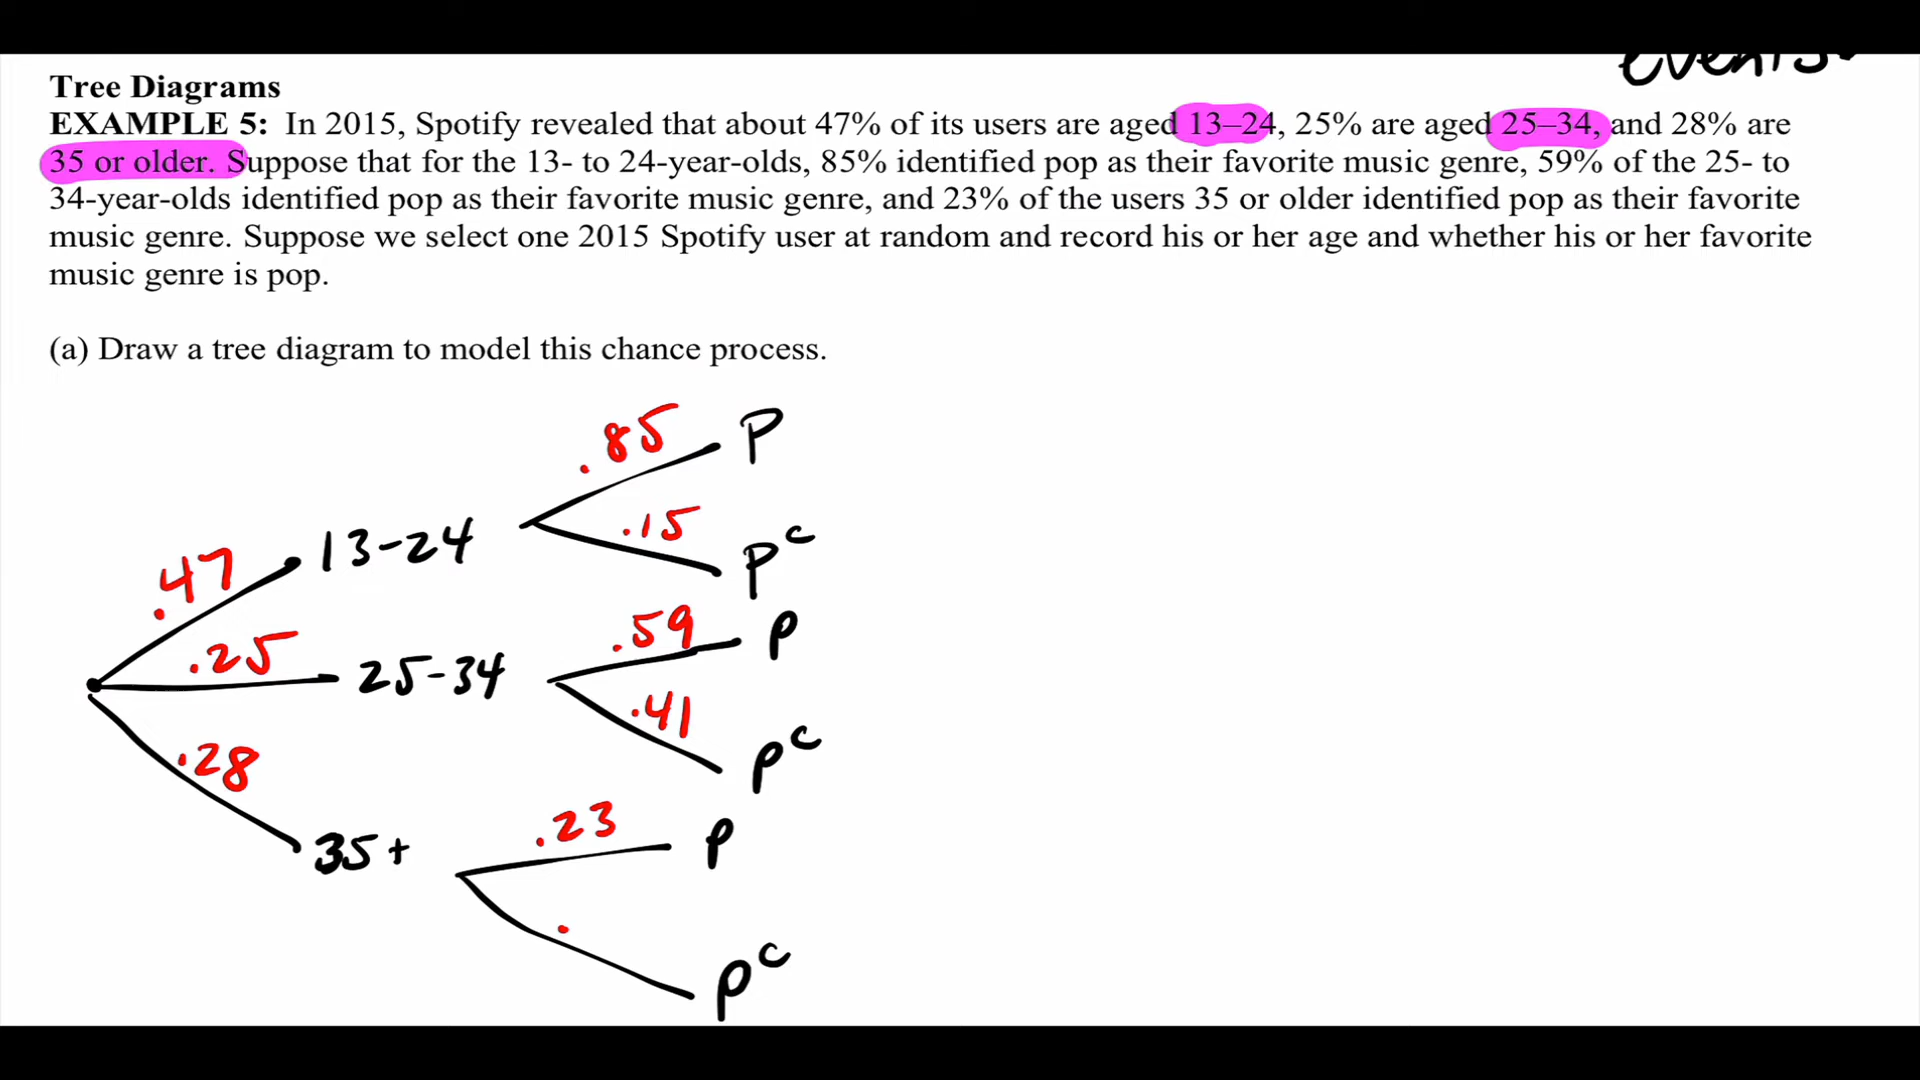 events.
Tree Diagrams
EXAMPLE 5: In 2015, Spotify revealed that about 47% of its users are aged 13–24, 25% are aged 25–34, and 28% are
35 or older. Suppose that for the 13- to 24-year-olds, 85% identified pop as their favorite music genre, 59% of the 25- to
34-year-olds identified pop as their favorite music genre, and 23% of the users 35 or older identified pop as their favorite
music genre. Suppose we select one 2015 Spotify user at random and record his or her age and whether his or her favorite
music genre is pop.
(a) Draw a tree diagram to model this chance process.
.85 P
.47 13-24 .15 Pᶜ
.59 P
.25 25-34 .41 Pᶜ
.28 35+ .23 P
. Pᶜ